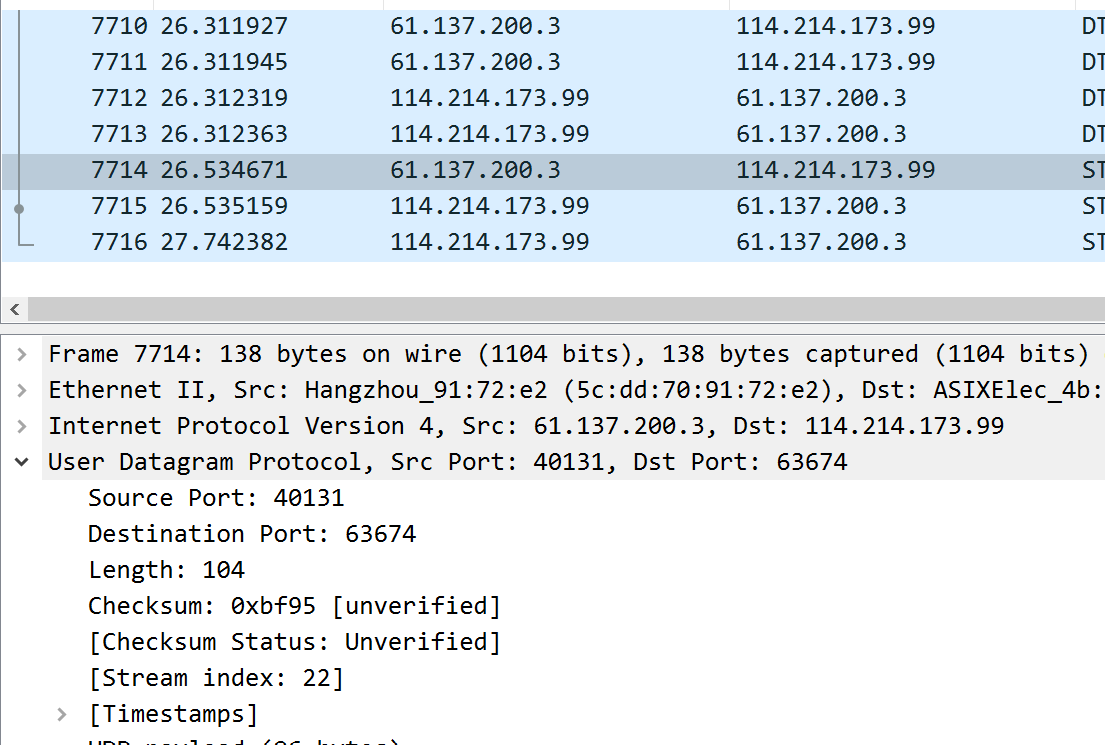 7710 26.311927 61.137.200.3 114.214.173.99 DT
7711 26.311945 61.137.200.3 114.214.173.99 DT
7712 26.312319 114.214.173.99 61.137.200.3 DT
7713 26.312363 114.214.173.99 61.137.200.3 DT
7714 26.534671 61.137.200.3 114.214.173.99 ST
7715 26.535159 114.214.173.99 61.137.200.3 ST
7716 27.742382 114.214.173.99 61.137.200.3 ST
Frame 7714: 138 bytes on wire (1104 bits), 138 bytes captured (1104 bits)
Ethernet II, Src: Hangzhou_91:72:e2 (5c:dd:70:91:72:e2), Dst: ASIXElec_4b:
Internet Protocol Version 4, Src: 61.137.200.3, Dst: 114.214.173.99
User Datagram Protocol, Src Port: 40131, Dst Port: 63674
Source Port: 40131
Destination Port: 63674
Length: 104
Checksum: 0xbf95 [unverified]
[Checksum Status: Unverified]
[Stream index: 22]
[Timestamps]
UDP payload (96 bytes)